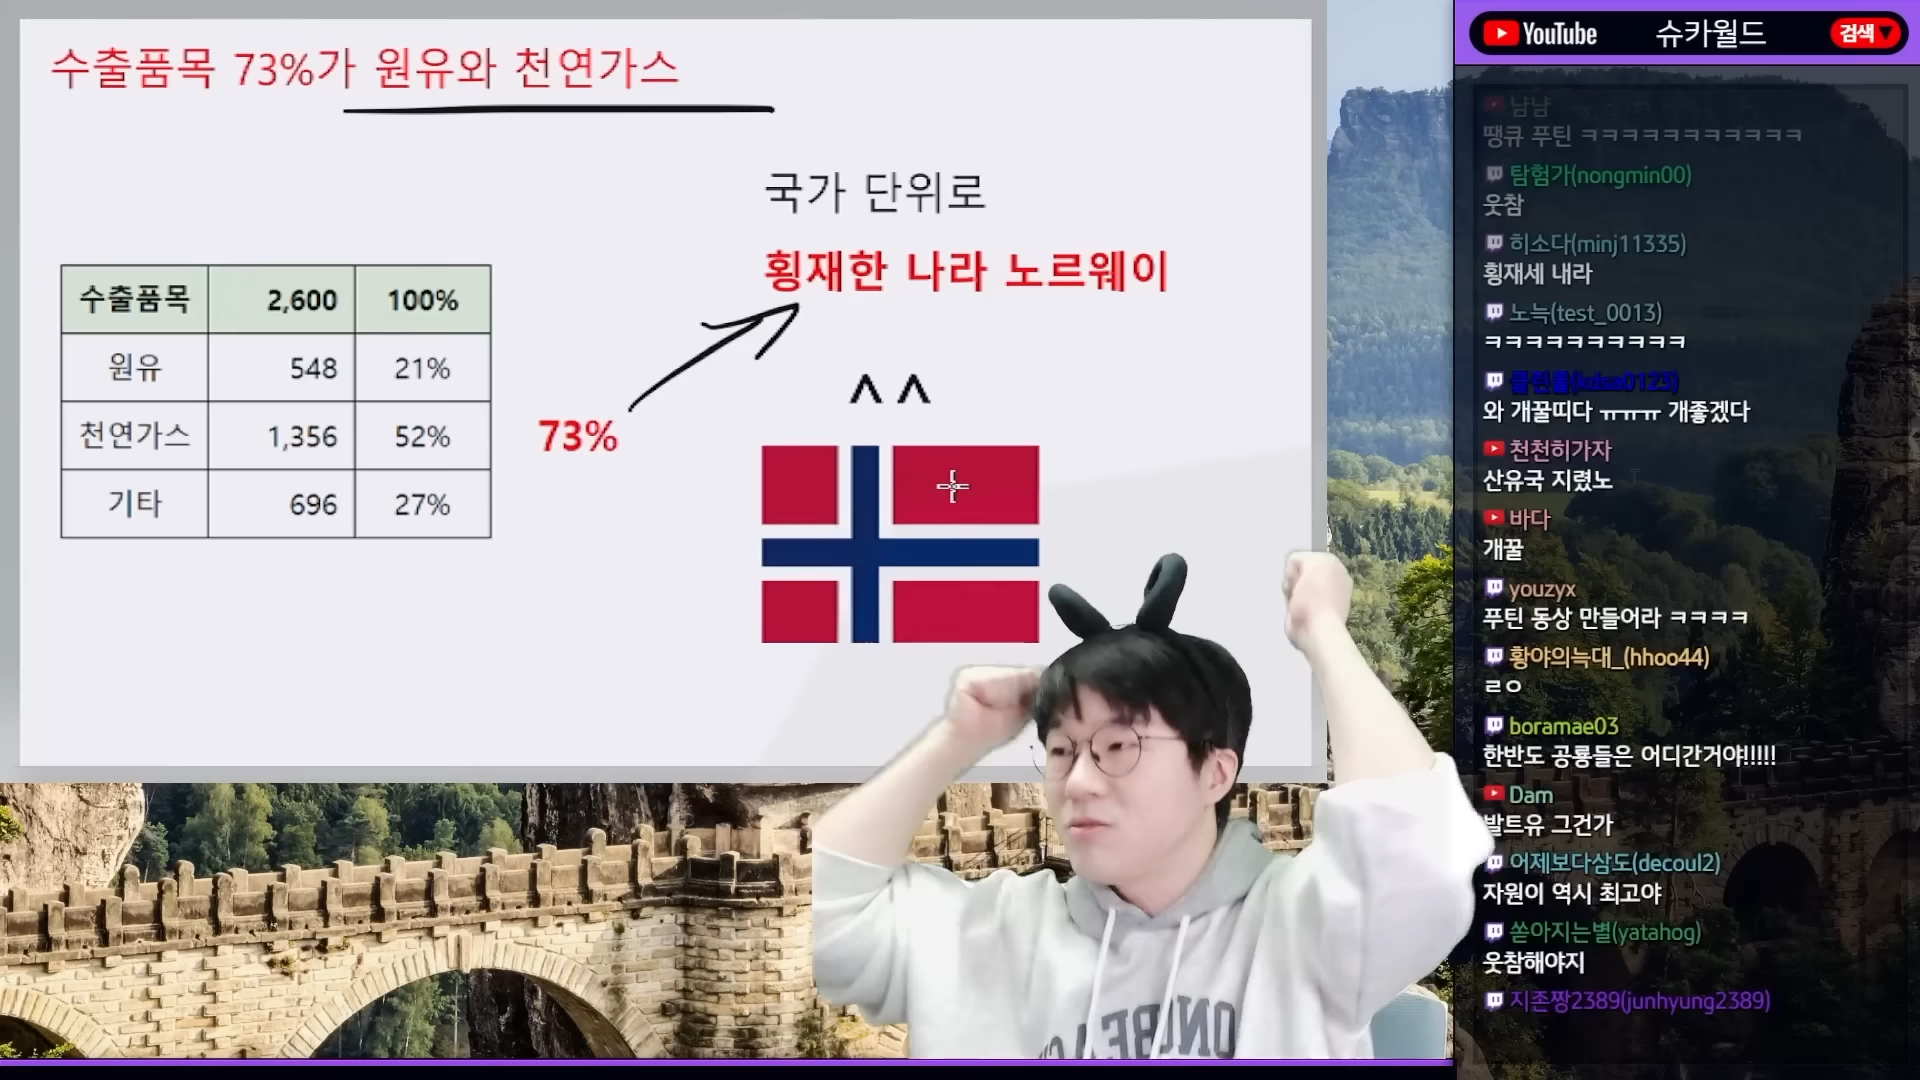 수출품목 73%가 원유와 천연가스
국가 단위로
횡재한 나라 노르웨이
수출품목 2,600 100%
원유 548 21%
천연가스 1,356 52%
기타 696 27%
73%
^ ^
YouTube 슈카월드 검색
냠냠
땡큐 푸틴 ㅋㅋㅋㅋㅋㅋㅋㅋㅋㅋㅋ
탐험가(nongmin00)
웃참
히소다(minj11335)
횡재세 내라
노늑(test_0013)
ㅋㅋㅋㅋㅋㅋㅋㅋㅋㅋ
와 개꿀띠다 ㅠㅠㅠ 개좋겠다
천천히가자
산유국 지렸노
바다
개꿀
youzyx
푸틴 동상 만들어라 ㅋㅋㅋㅋ
황야의늑대_(hhoo44)
ㄹㅇ
boramae03
한반도 공룡들은 어디간거야!!!!!
Dam
발트유 그건가
어제보다삼도(decoul2)
자원이 역시 최고야
쏟아지는별(yatahog)
웃참해야지
지존짱2389(junhyung2389)